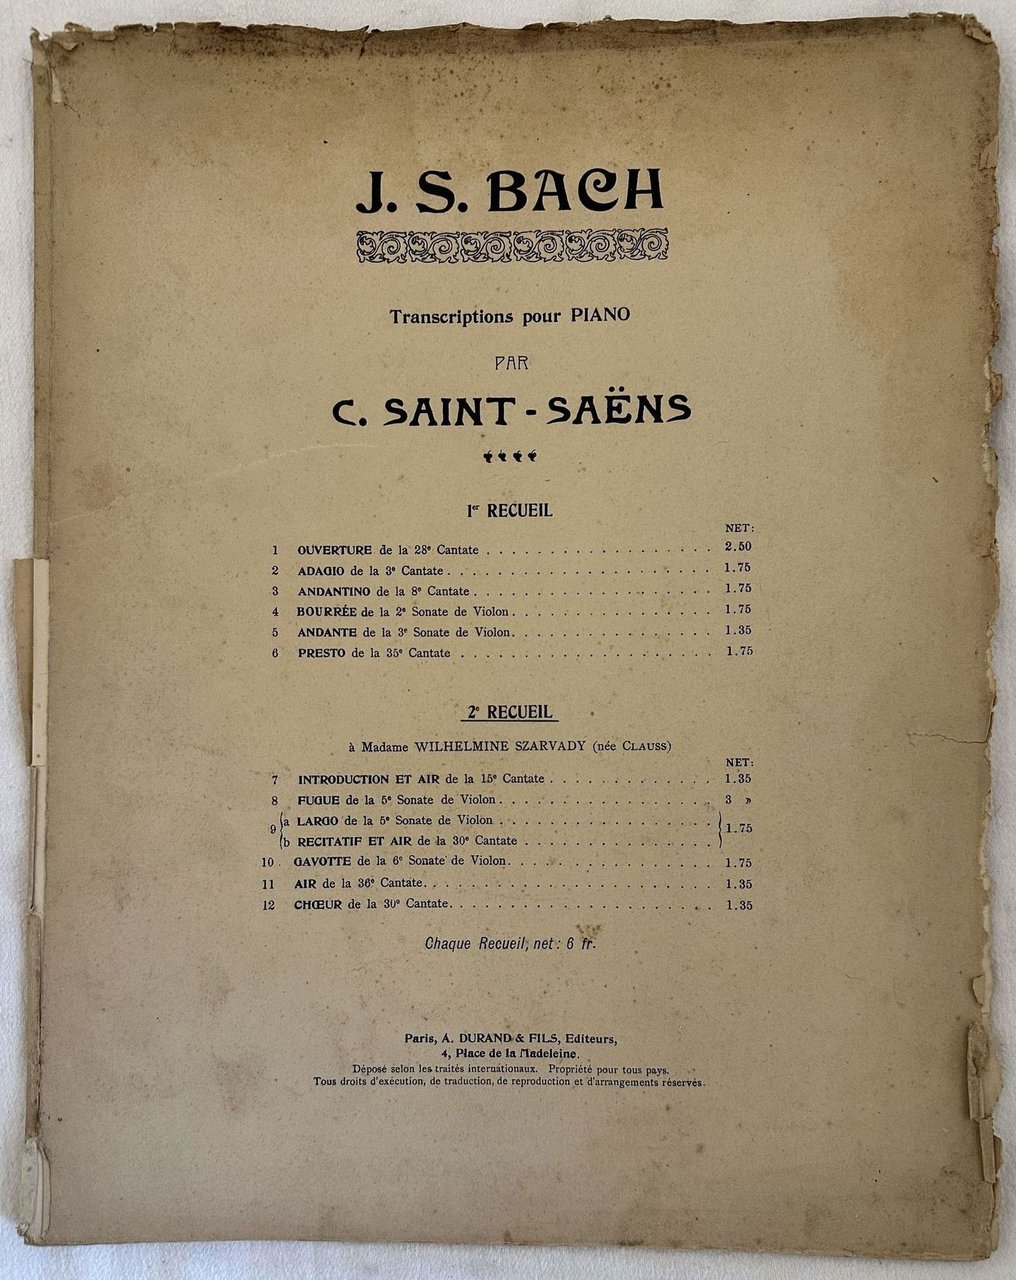 J. S. BACH
Transcriptions pour PIANO
PAR
C. SAINT-SAËNS
1er RECUEIL
NET:
1 OUVERTURE de la 28e Cantate . . . . . . . . . . . . . . . . . . . 2.50
2 ADAGIO de la 3e Cantate . . . . . . . . . . . . . . . . . . . . . . 1.75
3 ANDANTINO de la 8e Cantate . . . . . . . . . . . . . . . . . . . . 1.75
4 BOURRÉE de la 2e Sonate de Violon . . . . . . . . . . . . . . . . . 1.75
5 ANDANTE de la 3e Sonate de Violon . . . . . . . . . . . . . . . . . 1.35
6 PRESTO de la 35e Cantate . . . . . . . . . . . . . . . . . . . . . 1.75
2e RECUEIL
à Madame WILHELMINE SZARVADY (née CLAUSS)
NET:
7 INTRODUCTION ET AIR de la 15e Cantate . . . . . . . . . . . . . . 1.35
8 FUGUE de la 5e Sonate de Violon . . . . . . . . . . . . . . . . . . 3 »
9 a LARGO de la 5e Sonate de Violon . . . . . . . . . . . . . . . . . .
b RECITATIF ET AIR de la 30e Cantate . . . . . . . . . . . . . . . . 1.75
10 GAVOTTE de la 6e Sonate de Violon . . . . . . . . . . . . . . . . . 1.75
11 AIR de la 36e Cantate . . . . . . . . . . . . . . . . . . . . . . . 1.35
12 CHŒUR de la 30e Cantate . . . . . . . . . . . . . . . . . . . . . . 1.35
Chaque Recueil, net: 6 fr.
Paris, A. DURAND & FILS, Editeurs,
4, Place de la Madeleine.
Déposé selon les traités internationaux. Propriété pour tous pays.
Tous droits d'exécution, de traduction, de reproduction et d'arrangements réservés.